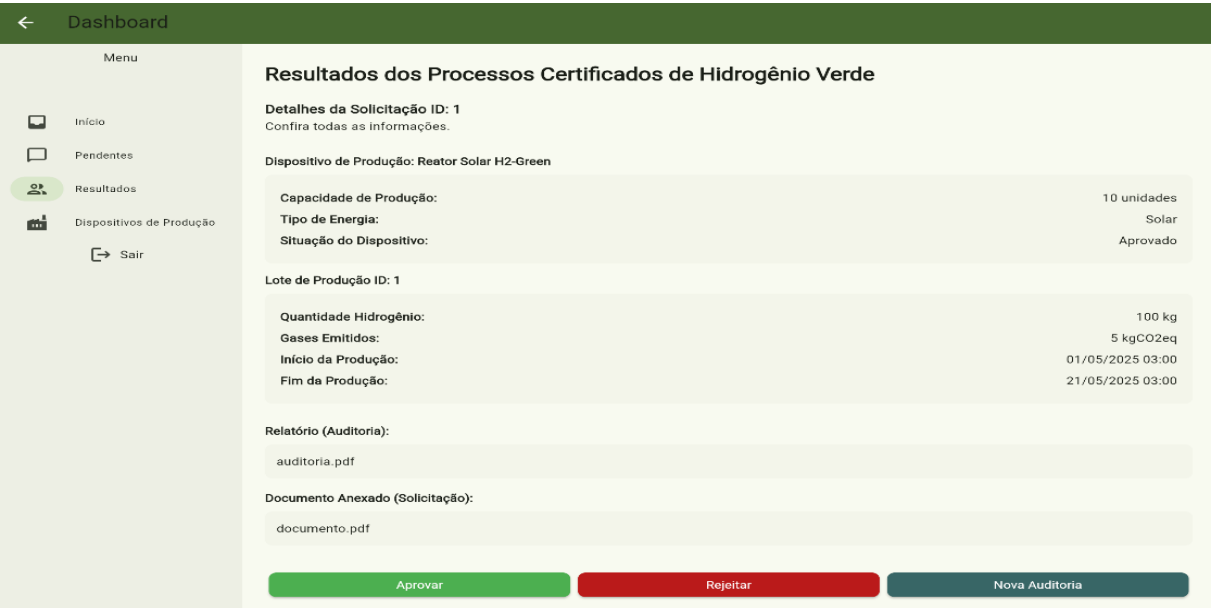 Dashboard
Menu
Início
Pendentes
Resultados
Dispositivos de Produção
Sair
Resultados dos Processos Certificados de Hidrogênio Verde
Detalhes da Solicitação ID: 1
Confira todas as informações.
Dispositivo de Produção: Reator Solar H2-Green
Capacidade de Produção: 10 unidades
Tipo de Energia: Solar
Situação do Dispositivo: Aprovado
Lote de Produção ID: 1
Quantidade Hidrogênio: 100 kg
Gases Emitidos: 5 kgCO2eq
Início da Produção: 01/05/2025 03:00
Fim da Produção: 21/05/2025 03:00
Relatório (Auditoria):
auditoria.pdf
Documento Anexado (Solicitação):
documento.pdf
Aprovar Rejeitar Nova Auditoria